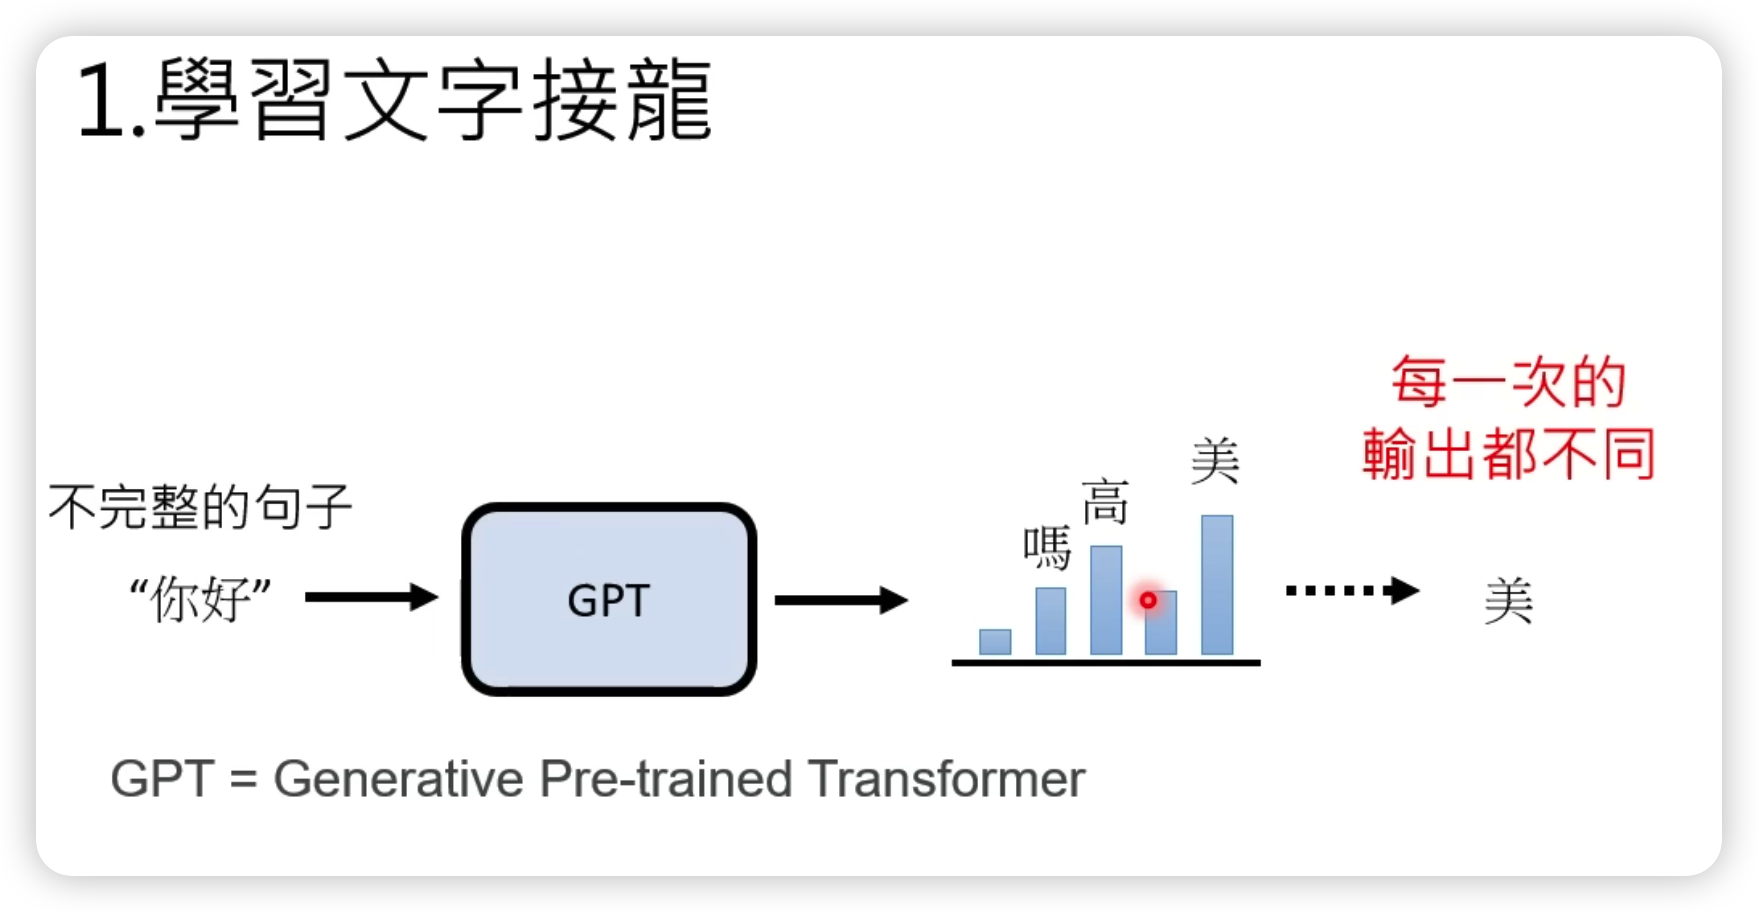 1.學習文字接龍
每一次的
輸出都不同
不完整的句子
“你好”
GPT
嗎
高
美
美
GPT = Generative Pre-trained Transformer